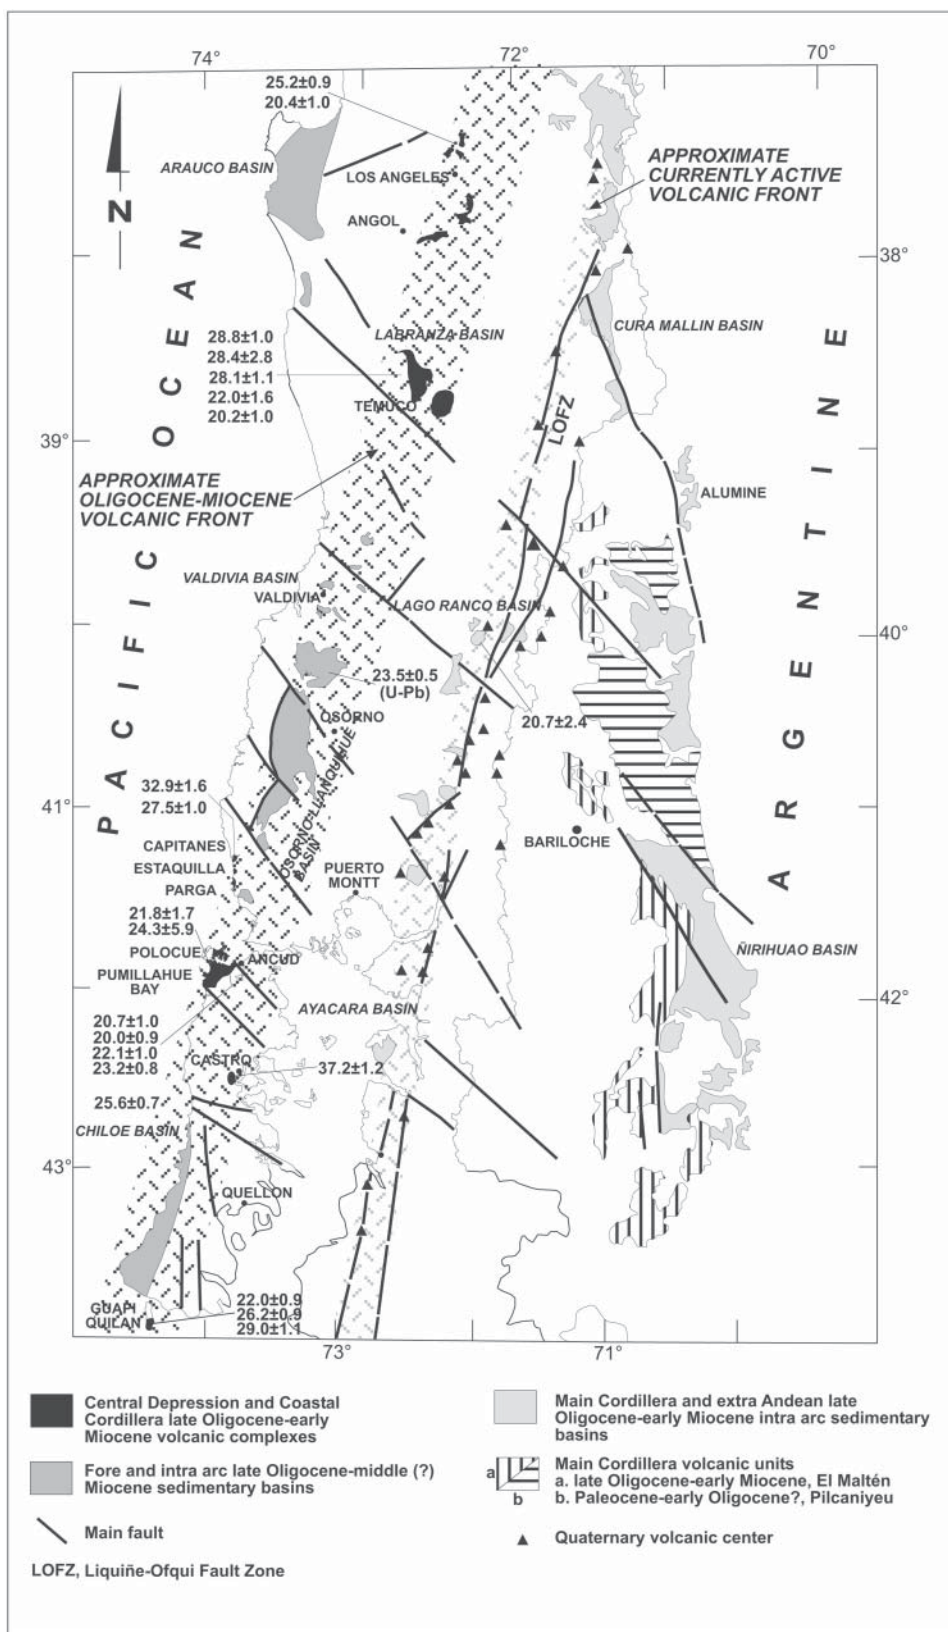 74°
72°
70°
25.2±0.9
20.4±1.0
ARAUCO BASIN
LOS ANGELES
ANGOL
APPROXIMATE
CURRENTLY ACTIVE
VOLCANIC FRONT
N
38°
PACIFIC OCEAN
ARGENTINE
CURA MALLIN BASIN
LABRANZA BASIN
28.8±1.0
28.4±2.8
28.1±1.1
22.0±1.6
20.2±1.0
TEMUCO
LOFZ
39°
APPROXIMATE
OLIGOCENE-MIOCENE
VOLCANIC FRONT
ALUMINE
VALDIVIA BASIN
VALDIVIA
LAGO RANCO BASIN
40°
23.5±0.5
(U-Pb)
OSORNO
20.7±2.4
OSORNO-LLANQUIHUE
BASIN
32.9±1.6
27.5±1.0
41°
CAPITANES
ESTAQUILLA
PARGA
PUERTO
MONTT
BARILOCHE
21.8±1.7
24.3±5.9
POLOCUE
ANCUD
PUMILLAHUE
BAY
ÑIRIHUAO BASIN
42°
AYACARA BASIN
20.7±1.0
20.0±0.9
22.1±1.0
23.2±0.8
CASTRO
37.2±1.2
25.6±0.7
CHILOE BASIN
43°
QUELLON
22.0±0.9
26.2±0.9
29.0±1.1
GUAPI
QUILAN
73°
71°
Central Depression and Coastal
Cordillera late Oligocene-early
Miocene volcanic complexes
Fore and intra arc late Oligocene-middle (?)
Miocene sedimentary basins
Main fault
LOFZ, Liquiñe-Ofqui Fault Zone
Main Cordillera and extra Andean late
Oligocene-early Miocene intra arc sedimentary
basins
a
b
Main Cordillera volcanic units
a. late Oligocene-early Miocene, El Maltén
b. Paleocene-early Oligocene?, Pilcaniyeu
Quaternary volcanic center